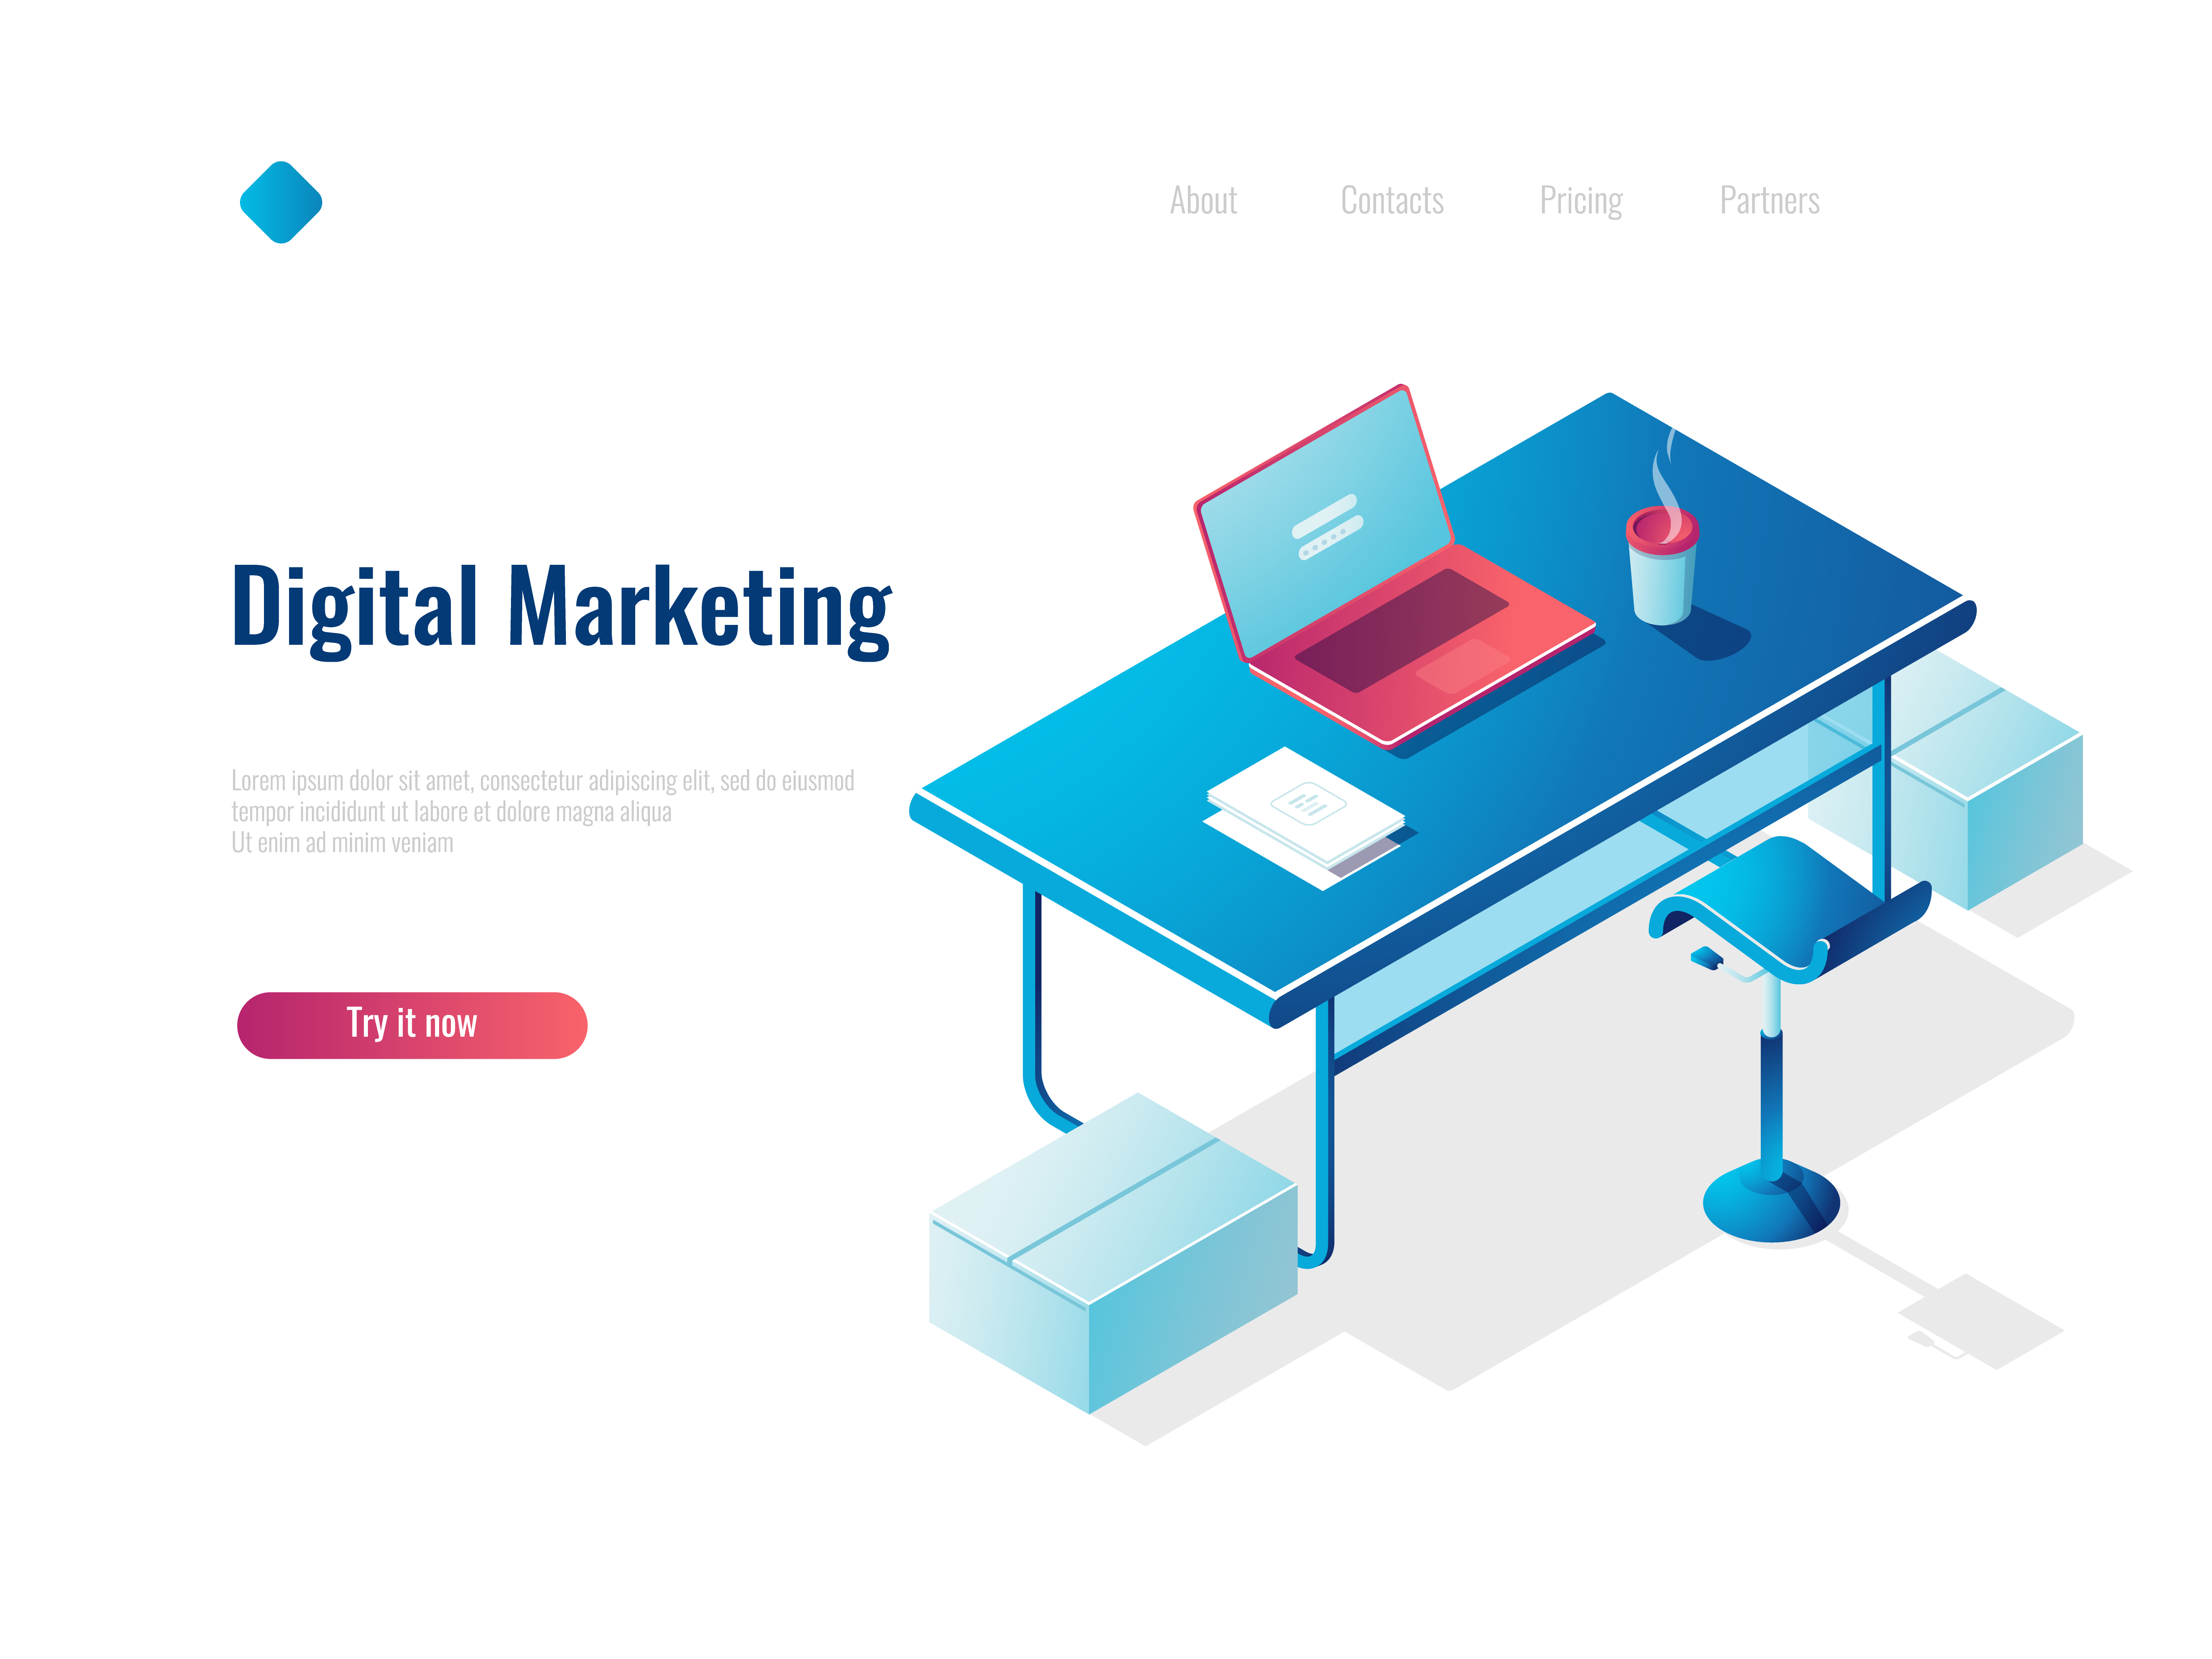 About Contacts Pricing Partners
Digital Marketing
Lorem ipsum dolor sit amet, consectetur adipiscing elit, sed do eiusmod
tempor incididunt ut labore et dolore magna aliqua
Ut enim ad minim veniam
Try it now